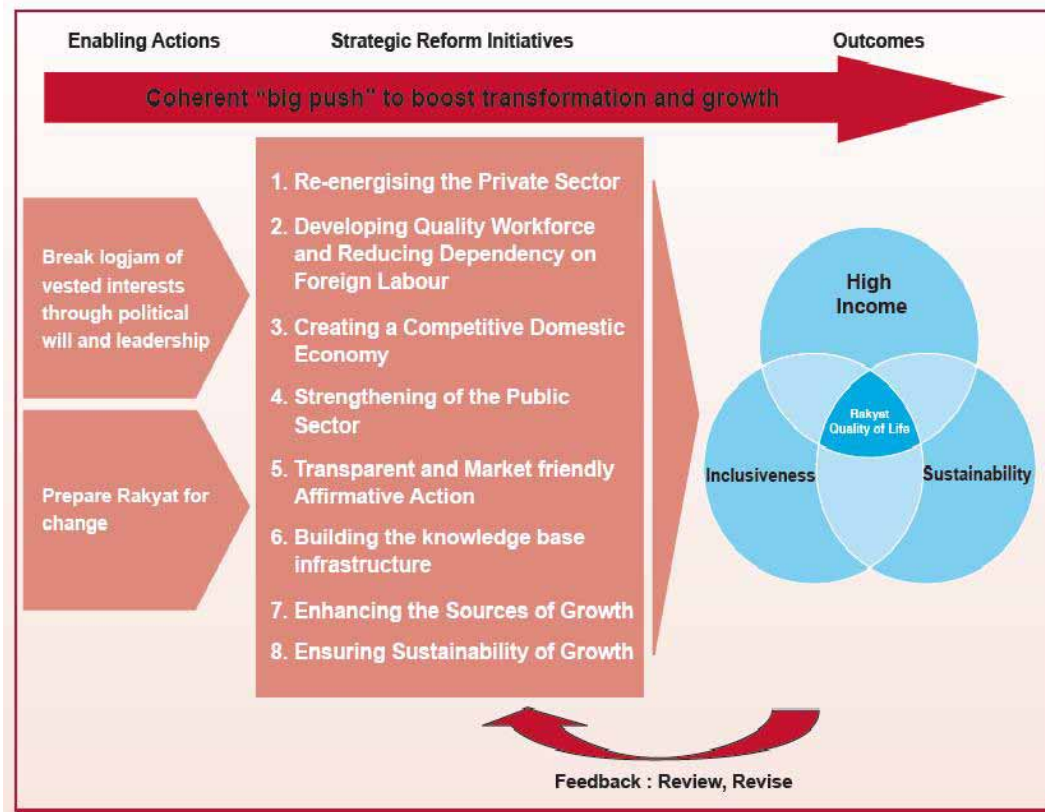 Enabling Actions
Strategic Reform Initiatives
Outcomes
Coherent “big push” to boost transformation and growth
Break logjam of
vested interests
through political
will and leadership
Prepare Rakyat for
change
1. Re-energising the Private Sector
2. Developing Quality Workforce
and Reducing Dependency on
Foreign Labour
3. Creating a Competitive Domestic
Economy
4. Strengthening of the Public
Sector
5. Transparent and Market friendly
Affirmative Action
6. Building the knowledge base
infrastructure
7. Enhancing the Sources of Growth
8. Ensuring Sustainability of Growth
High
Income
Rakyat
Quality of Life
Inclusiveness
Sustainability
Feedback : Review, Revise